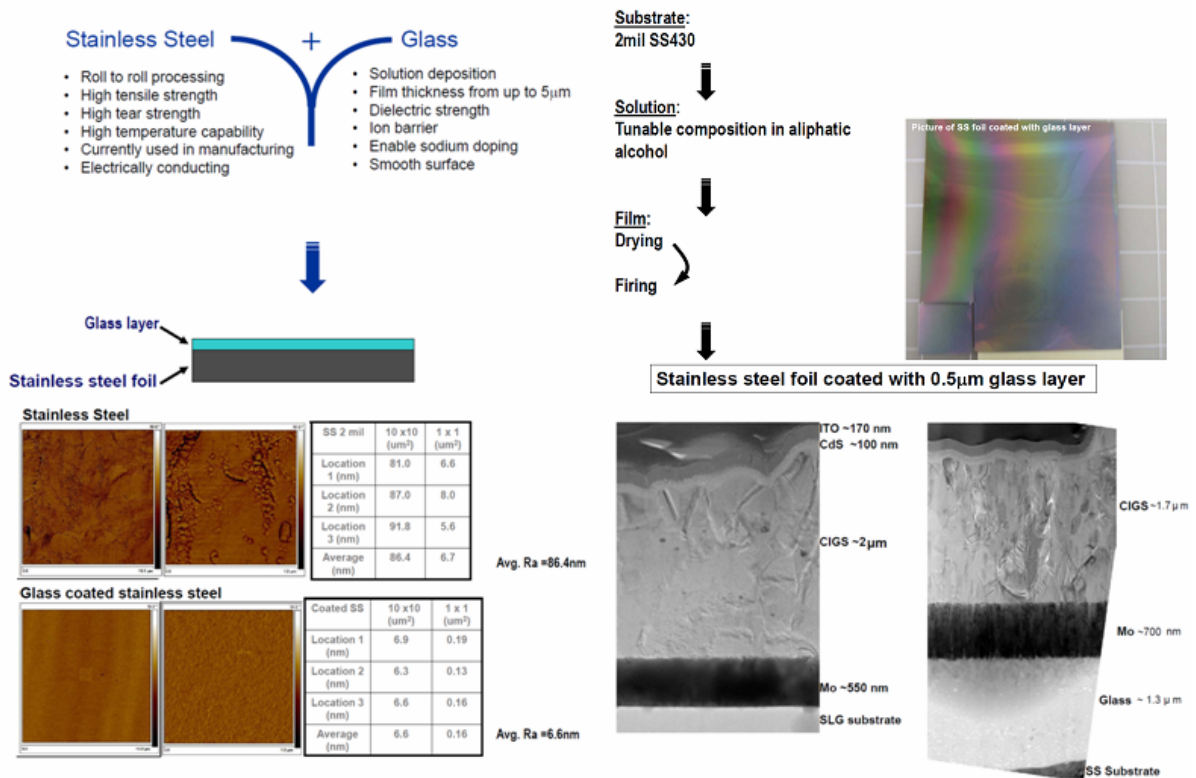 Stainless Steel
+
Glass
• Roll to roll processing
• High tensile strength
• High tear strength
• High temperature capability
• Currently used in manufacturing
• Electrically conducting
• Solution deposition
• Film thickness from up to 5µm
• Dielectric strength
• Ion barrier
• Enable sodium doping
• Smooth surface
Glass layer
Stainless steel foil
Substrate:
2mil SS430
Solution:
Tunable composition in aliphatic
alcohol
Film:
Drying
Firing
Picture of SS foil coated with glass layer
Stainless steel foil coated with 0.5µm glass layer
Stainless Steel
SS 2 mil 10 x10 (um²) 1 x 1 (um²)
Location 1 (nm) 81.0 6.6
Location 2 (nm) 87.0 8.0
Location 3 (nm) 91.8 5.6
Average (nm) 86.4 6.7
Avg. Ra =86.4nm
Glass coated stainless steel
Coated SS 10 x10 (um²) 1 x 1 (um²)
Location 1 (nm) 6.9 0.19
Location 2 (nm) 6.3 0.13
Location 3 (nm) 6.6 0.16
Average (nm) 6.6 0.16
Avg. Ra =6.6nm
ITO ~170 nm
CdS ~100 nm
CIGS ~2µm
Mo ~550 nm
SLG substrate
CIGS ~1.7µm
Mo ~700 nm
Glass ~ 1.3 µm
SS Substrate